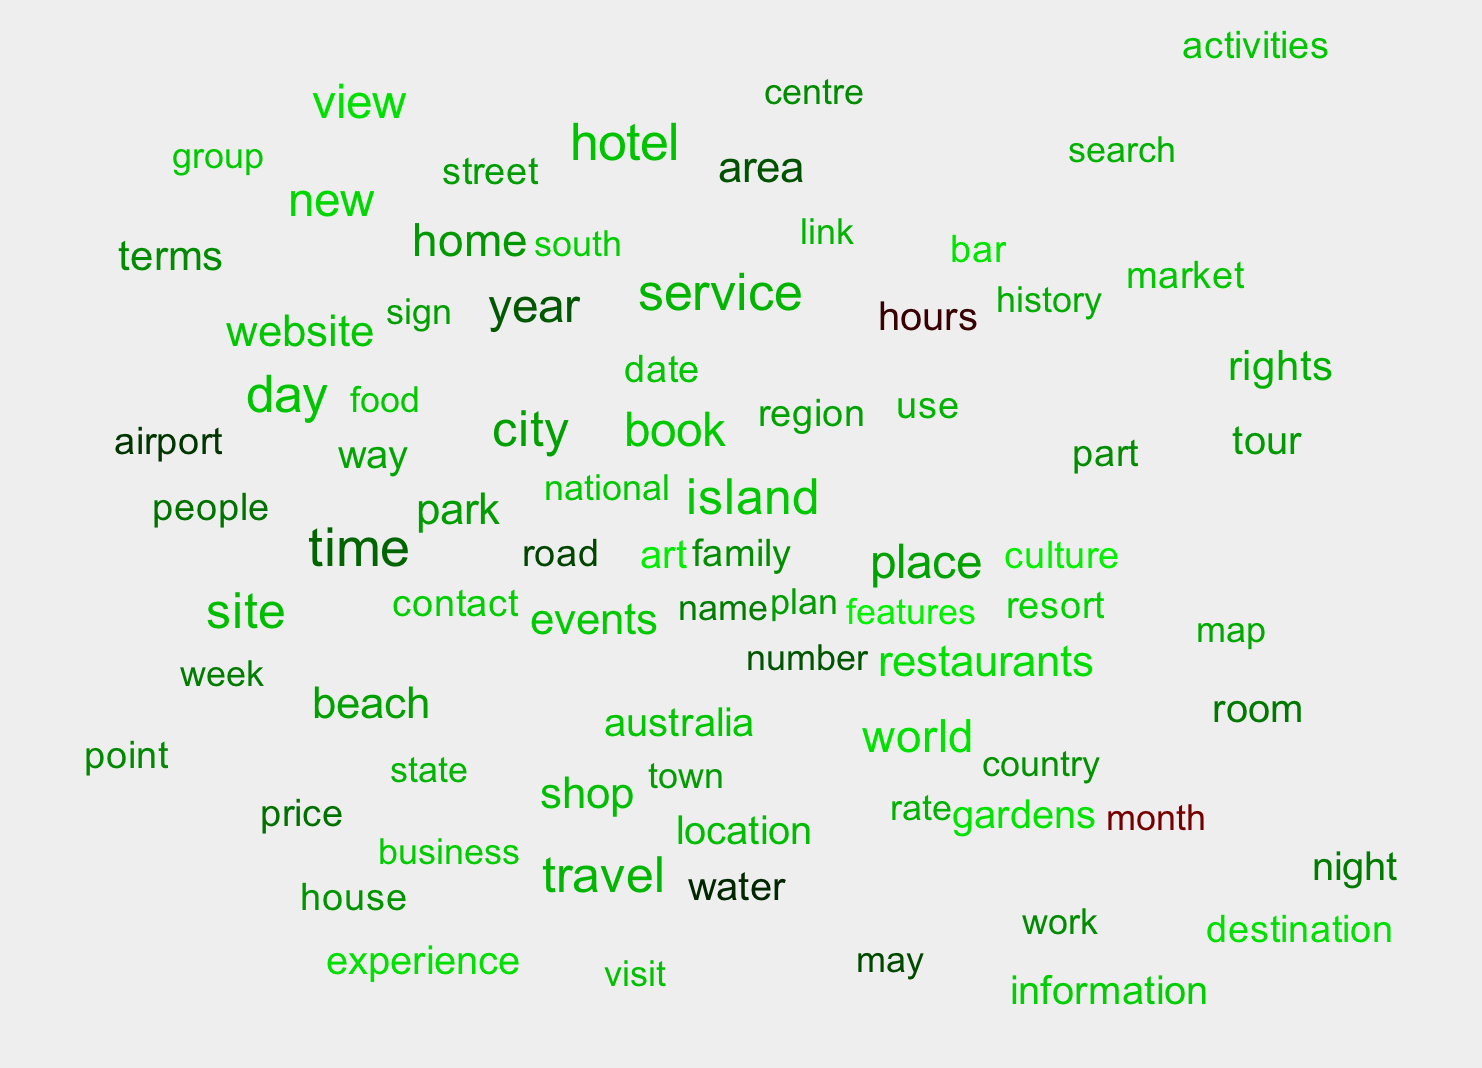 activities
view
centre
hotel
group
street
area
search
new
home
south
link
terms
bar
market
service
website
sign
year
hours
history
date
rights
day
food
city
book
region
use
airport
way
part
tour
people
park
national
island
time
road
art
family
place
culture
site
contact
events
name
plan
features
resort
map
week
number
restaurants
beach
australia
world
room
point
state
town
country
price
shop
location
rate
gardens
month
business
travel
water
night
house
work
destination
experience
visit
may
information